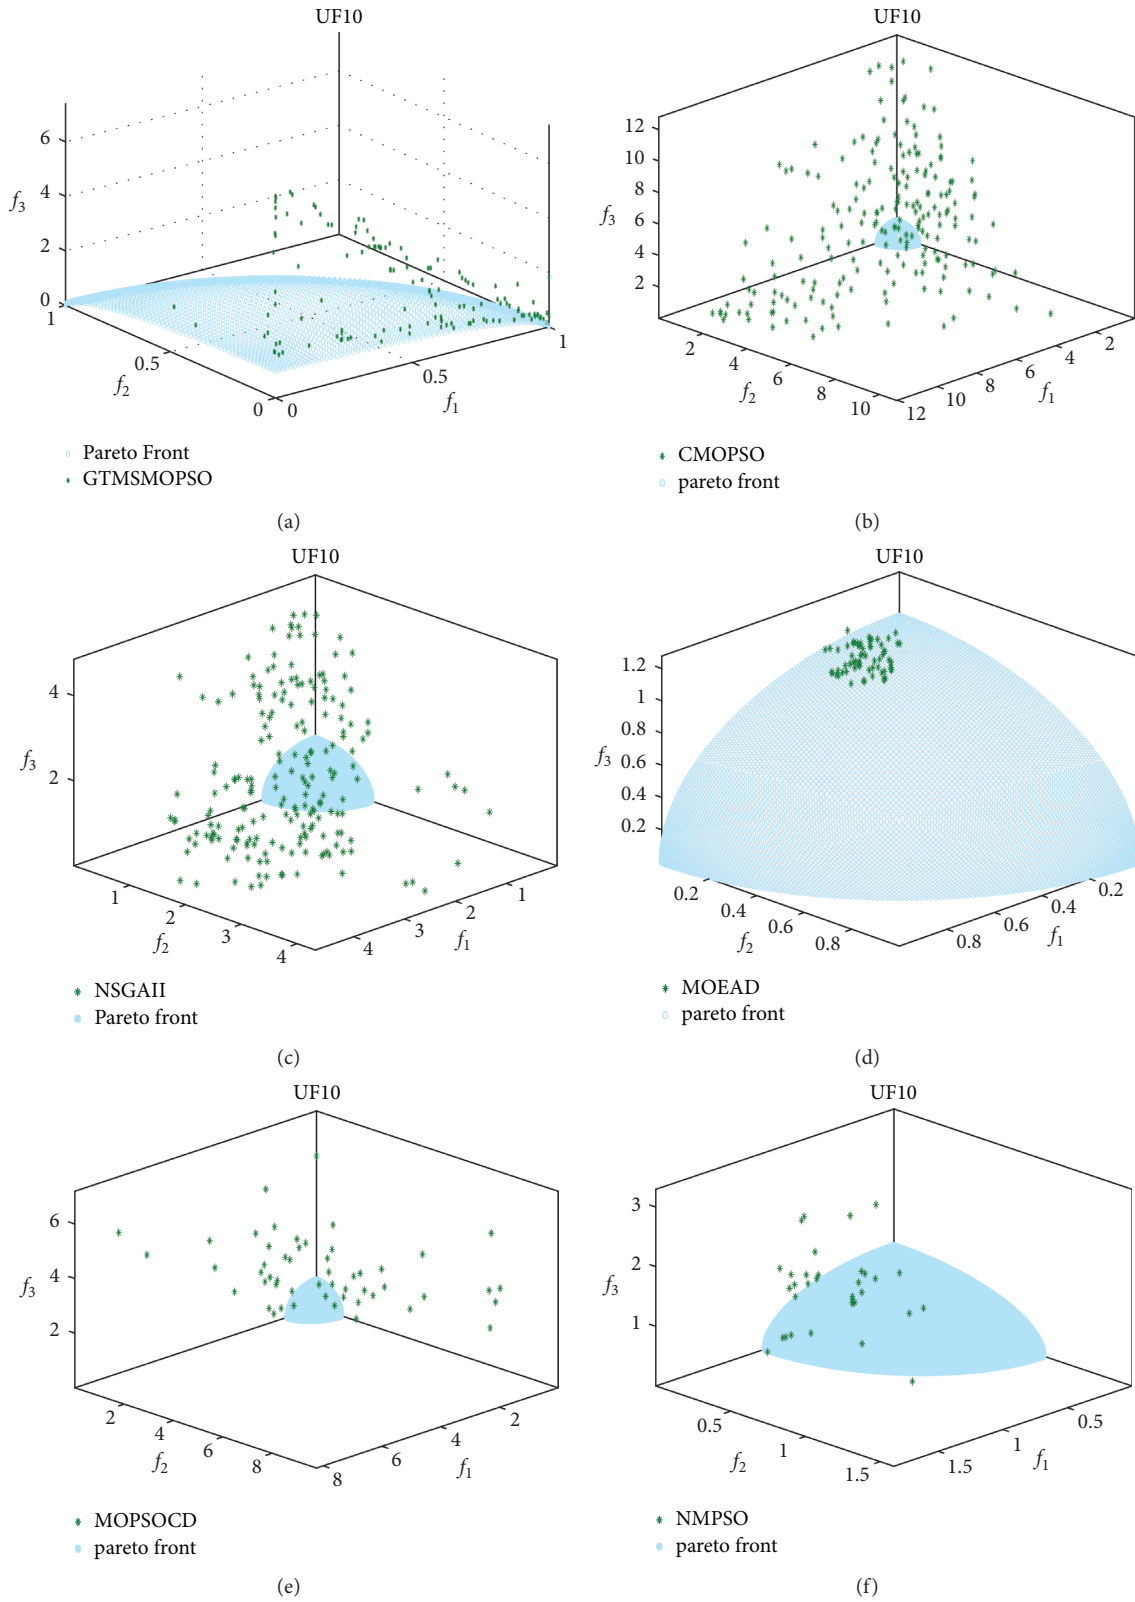 UF10
f3
6
4
2
0
1
0.5
f2
0
0
0.5
f1
1
Pareto Front
GTMSMOPSO
(a)
UF10
f3
12
10
8
6
4
2
2
4
6
8
10
f2
12
10
8
6
4
2
f1
CMOPSO
pareto front
(b)
UF10
f3
4
2
1
2
3
4
f2
4
3
2
1
f1
NSGAII
Pareto front
(c)
UF10
f3
1.2
1
0.8
0.6
0.4
0.2
0.2
0.4
0.6
0.8
f2
0.8
0.6
0.4
0.2
f1
MOEAD
pareto front
(d)
UF10
f3
6
4
2
2
4
6
8
f2
8
6
4
2
f1
MOPSOCD
pareto front
(e)
UF10
f3
3
2
1
0.5
1
1.5
f2
1.5
1
0.5
f1
NMPSO
pareto front
(f)